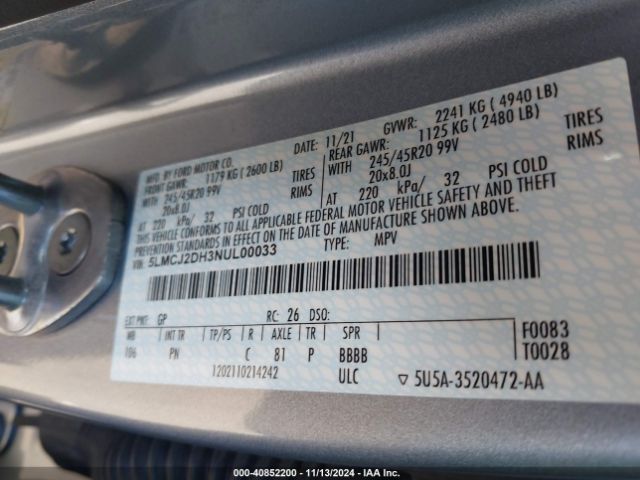 MFD. BY FORD MOTOR CO.
DATE: 11/21 GVWR: 2241 KG ( 4940 LB)
FRONT GAWR: 1179 KG ( 2600 LB) REAR GAWR: 1125 KG ( 2480 LB)
WITH 245/45R20 99V TIRES WITH 245/45R20 99V TIRES
20x8.0J RIMS 20x8.0J RIMS
AT 220 kPa/ 32 PSI COLD AT 220 kPa/ 32 PSI COLD
THIS VEHICLE CONFORMS TO ALL APPLICABLE FEDERAL MOTOR VEHICLE SAFETY AND THEFT
PREVENTION STANDARDS IN EFFECT ON THE DATE OF MANUFACTURE SHOWN ABOVE.
VIN: 5LMCJ2DH3NUL00033 TYPE: MPV
EXT PNT: GP RC: 26 DSO: F0083
WB INT TR TP/PS R AXLE TR SPR T0028
106 PN C 81 P BBBB
1202110214242 ULC ▽ 5U5A-3520472-AA
000-40852200 - 11/13/2024 - IAA Inc.